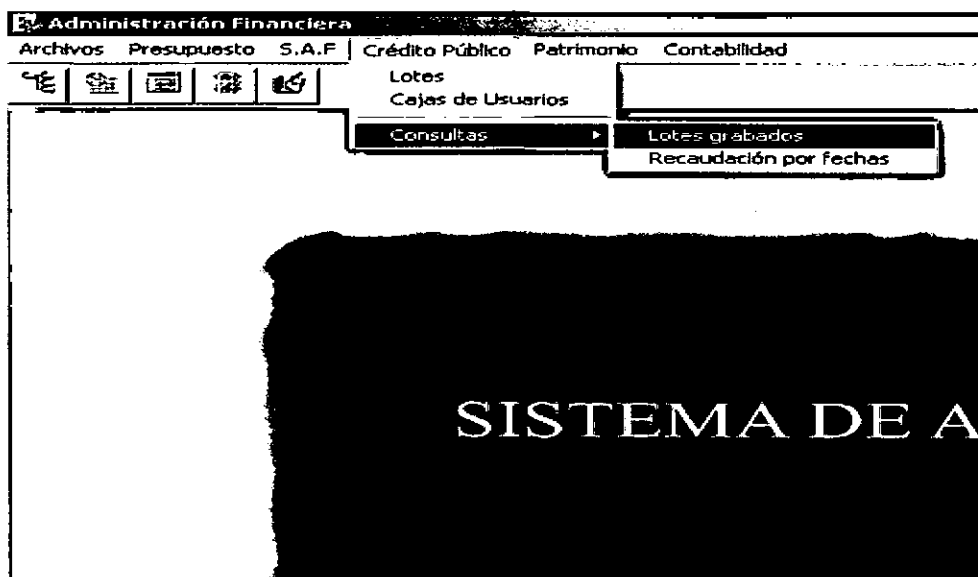 Administración Financiera
Archivos Presupuesto S.A.F Crédito Público Patrimonio Contabilidad
Lotes
Cajas de Usuarios
Consultas
Lotes grabados
Recaudación por fechas
SISTEMA DE A